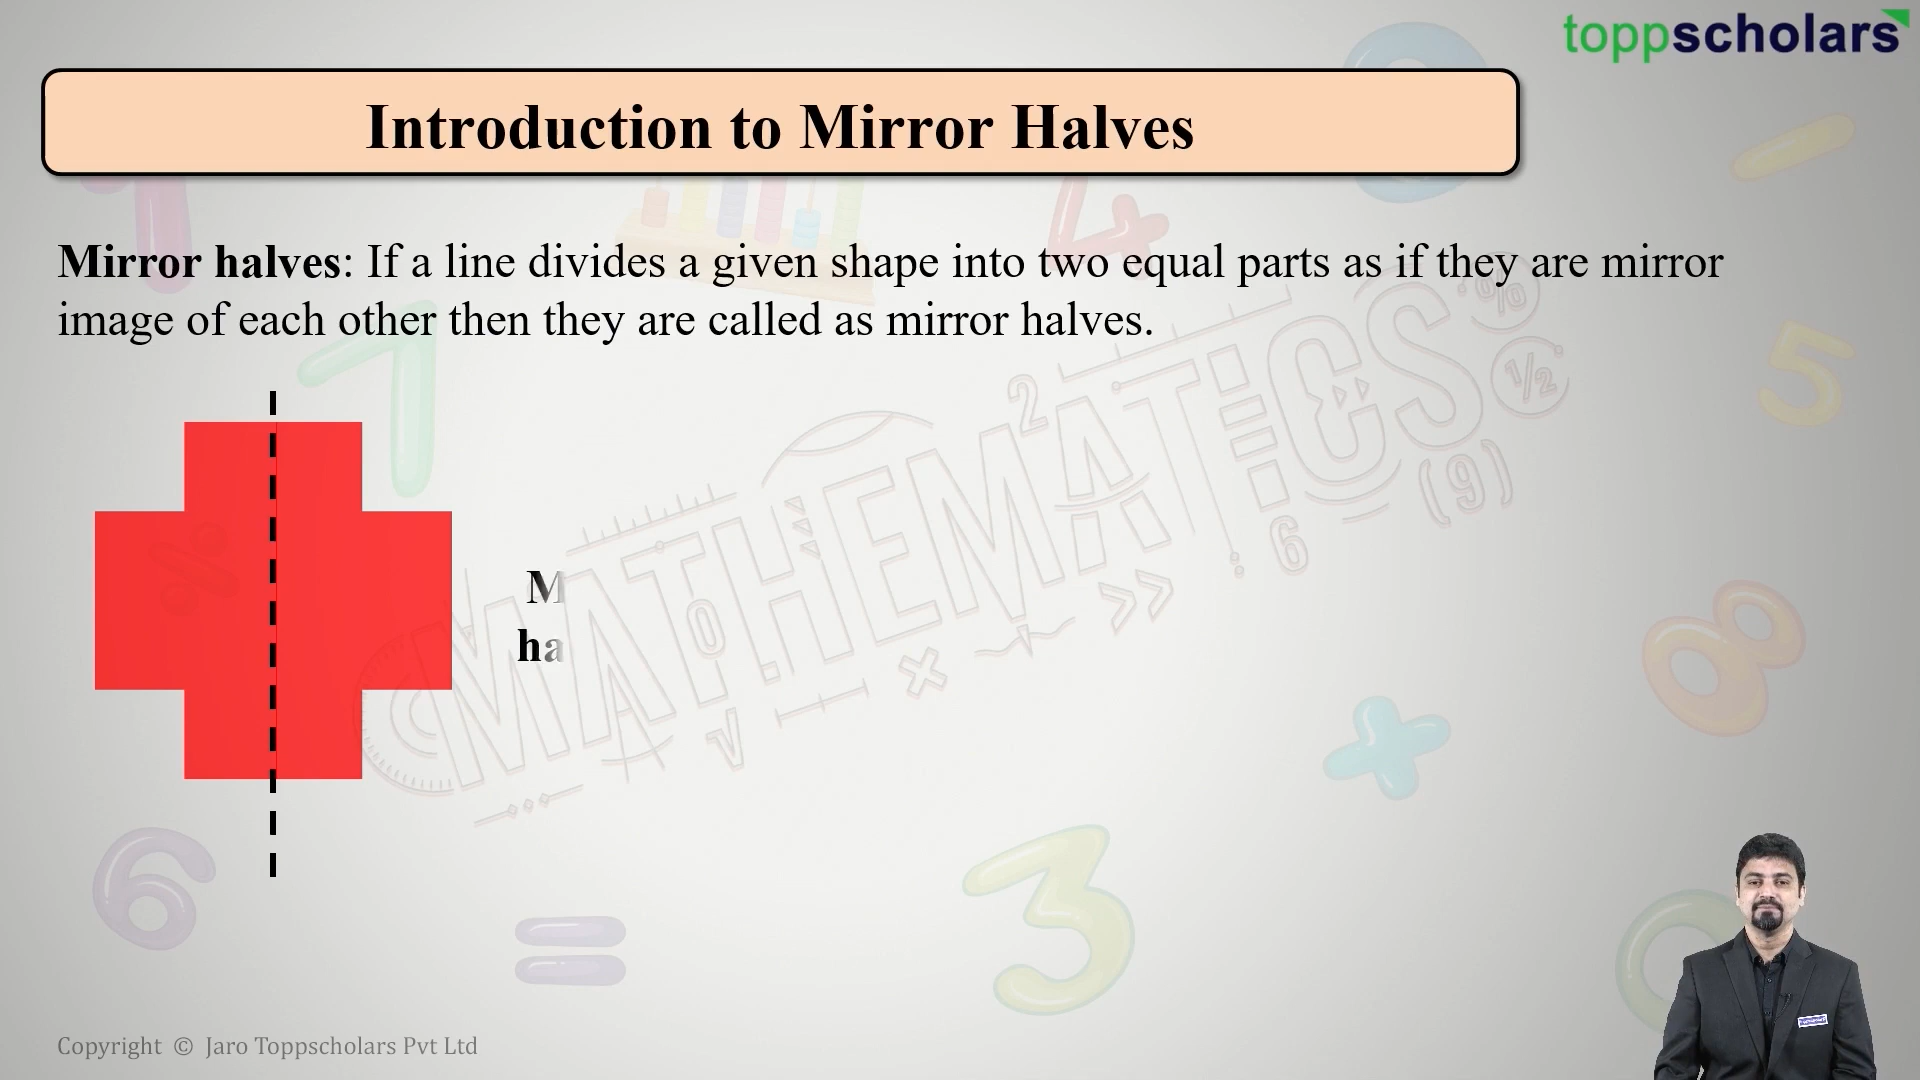 toppscholars
Introduction to Mirror Halves
Mirror halves: If a line divides a given shape into two equal parts as if they are mirror
image of each other then they are called as mirror halves.
MATHEMATICS
Copyright © Jaro Toppscholars Pvt Ltd